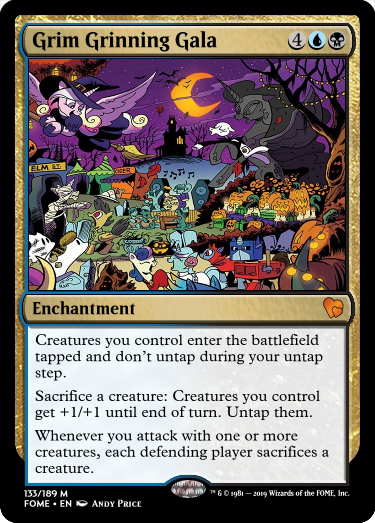 Grim Grinning Gala 4
ELM ST.
CIDER
Enchantment
Creatures you control enter the battlefield
tapped and don't untap during your untap
step.
Sacrifice a creature: Creatures you control
get +1/+1 until end of turn. Untap them.
Whenever you attack with one or more
creatures, each defending player sacrifices a
creature.
133/189 M
FOME • EN ANDY PRICE
™ & © 1981 — 2019 Wizards of the FOME, Inc.